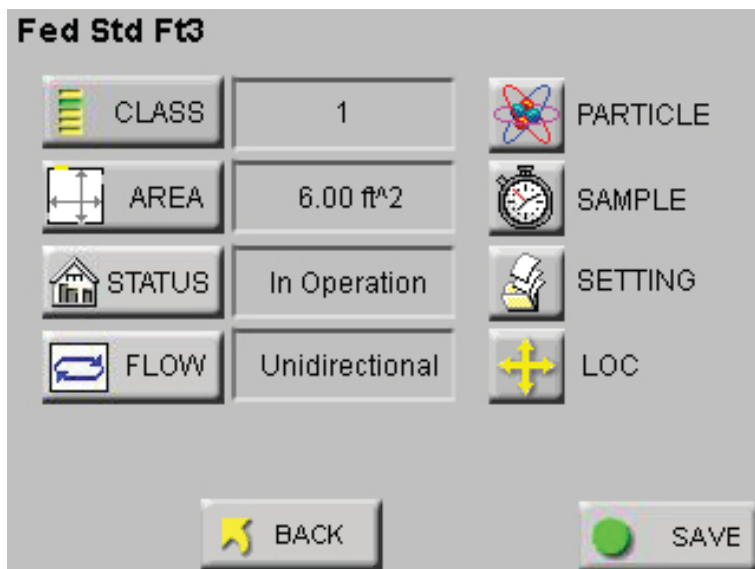 Fed Std Ft3
CLASS 1 PARTICLE
AREA 6.00 ft^2 SAMPLE
STATUS In Operation SETTING
FLOW Unidirectional LOC
BACK SAVE